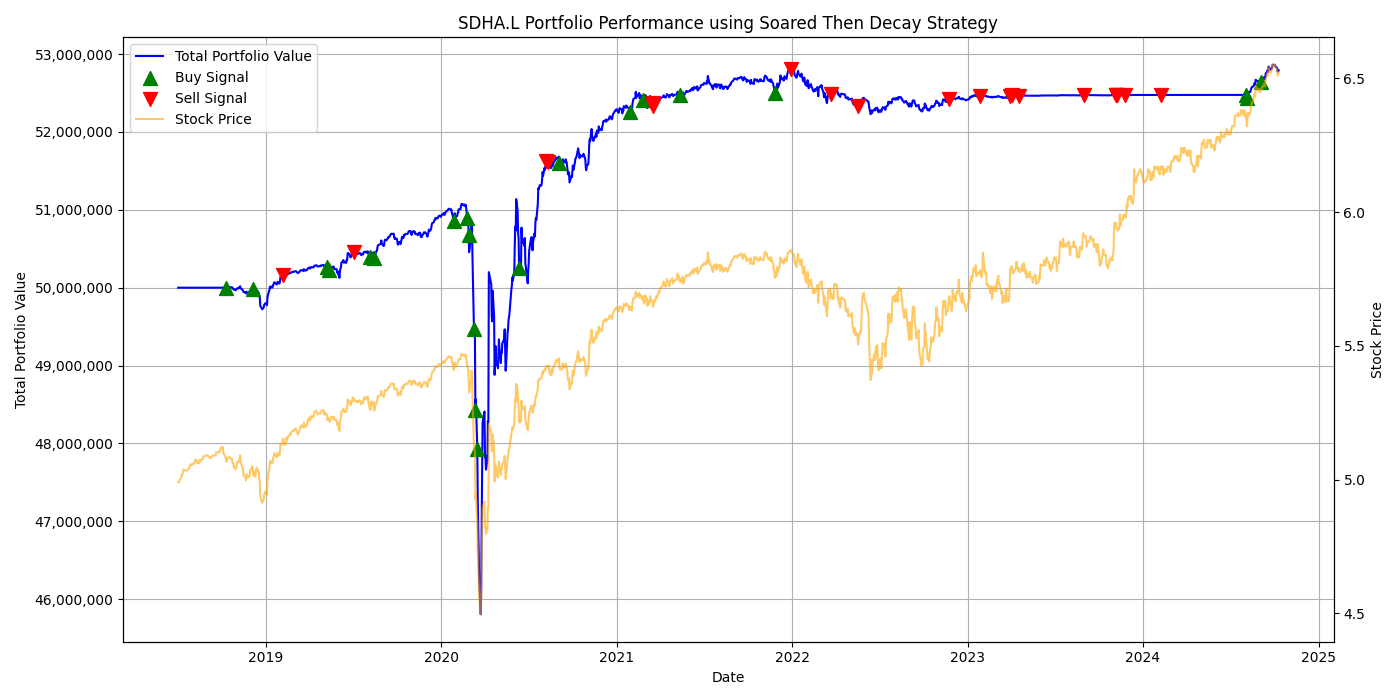 SDHA.L Portfolio Performance using Soared Then Decay Strategy
Total Portfolio Value
Buy Signal
Sell Signal
Stock Price
53,000,000
52,000,000
51,000,000
50,000,000
49,000,000
48,000,000
47,000,000
46,000,000
Total Portfolio Value
6.5
6.0
5.5
5.0
4.5
Stock Price
2019
2020
2021
2022
2023
2024
2025
Date